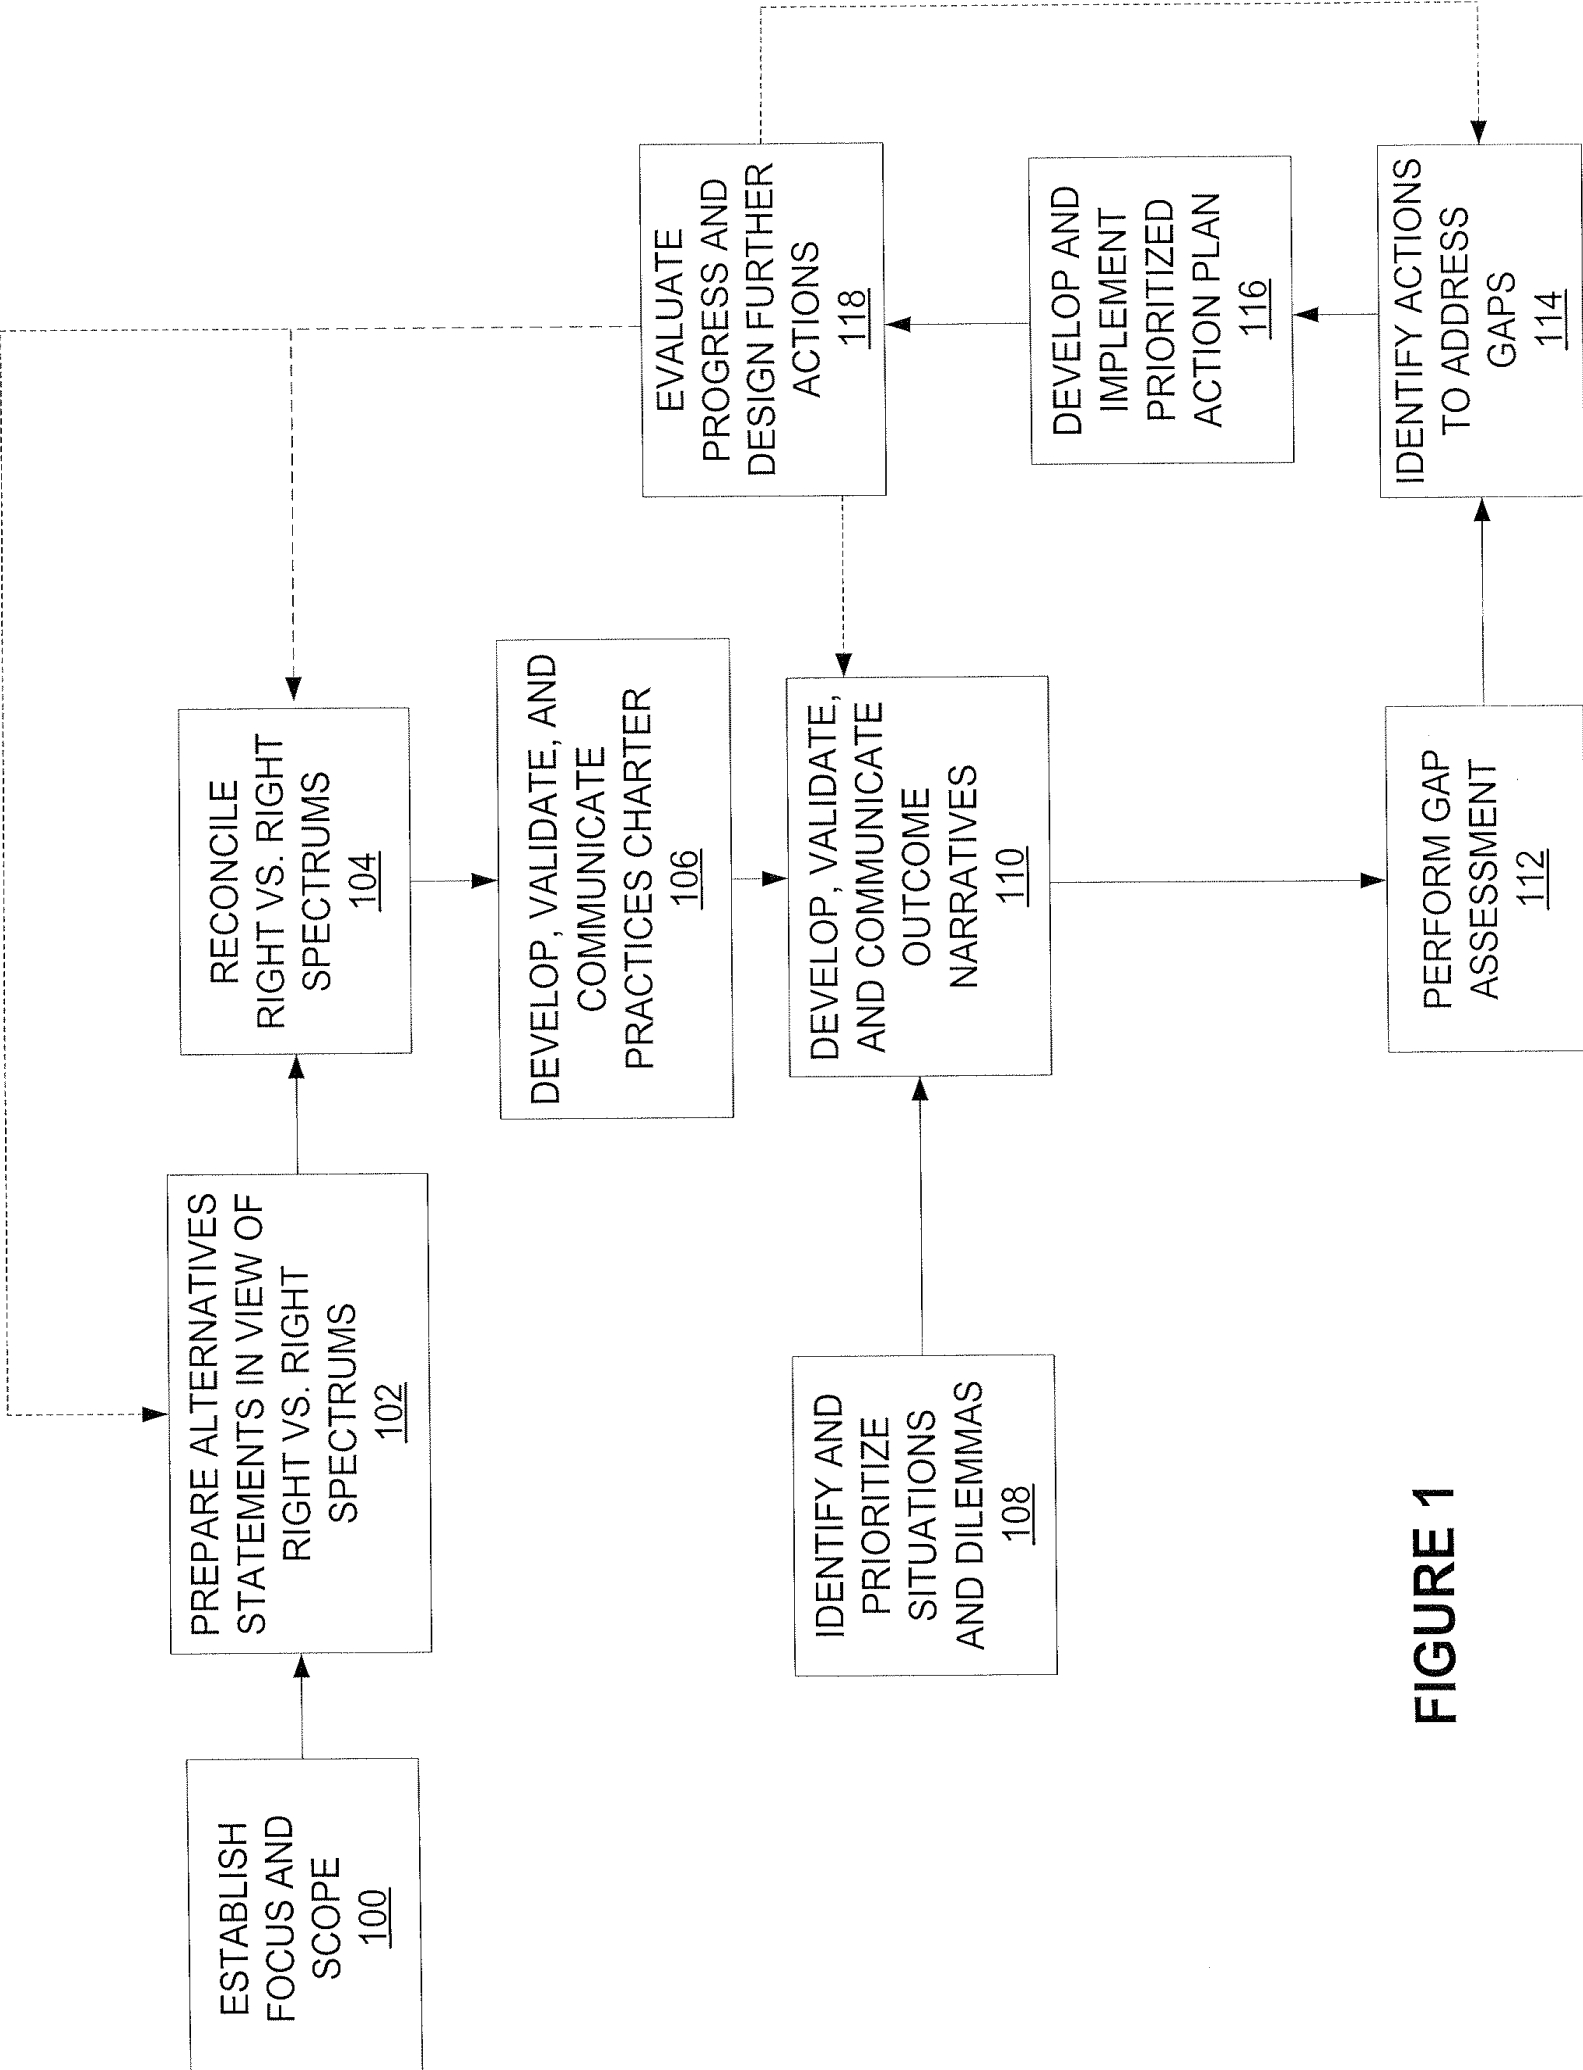 ESTABLISH
FOCUS AND
SCOPE
100
PREPARE ALTERNATIVES
STATEMENTS IN VIEW OF
RIGHT VS. RIGHT
SPECTRUMS
102
RECONCILE
RIGHT VS. RIGHT
SPECTRUMS
104
DEVELOP, VALIDATE, AND
COMMUNICATE
PRACTICES CHARTER
106
IDENTIFY AND
PRIORITIZE
SITUATIONS
AND DILEMMAS
108
DEVELOP, VALIDATE,
AND COMMUNICATE
OUTCOME
NARRATIVES
110
PERFORM GAP
ASSESSMENT
112
IDENTIFY ACTIONS
TO ADDRESS
GAPS
114
DEVELOP AND
IMPLEMENT
PRIORITIZED
ACTION PLAN
116
EVALUATE
PROGRESS AND
DESIGN FURTHER
ACTIONS
118
FIGURE 1